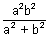 a²b²
a² + b²